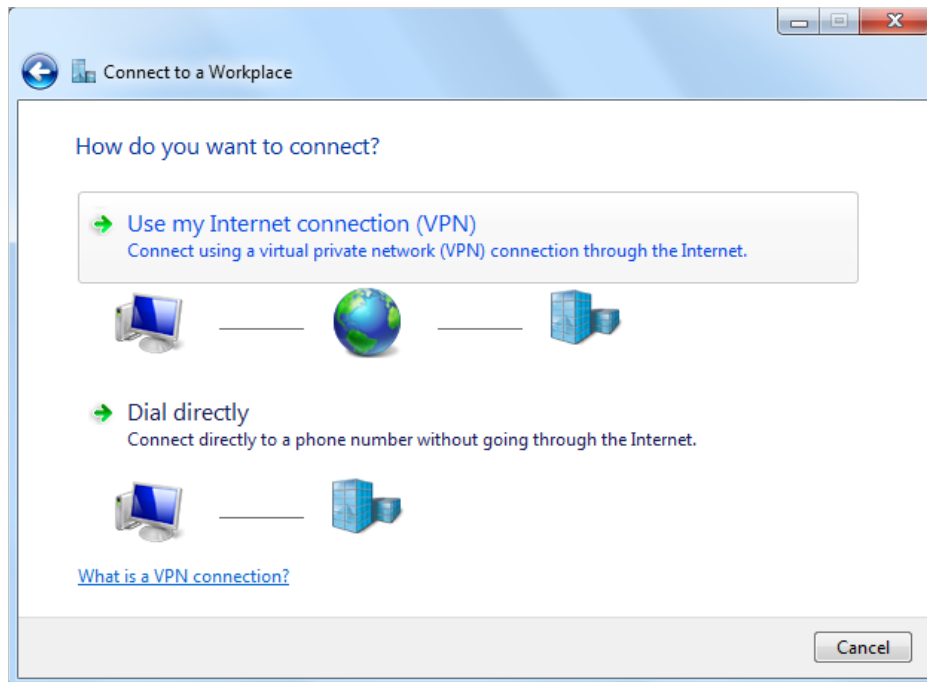 Connect to a Workplace
How do you want to connect?
Use my Internet connection (VPN)
Connect using a virtual private network (VPN) connection through the Internet.
Dial directly
Connect directly to a phone number without going through the Internet.
What is a VPN connection?
Cancel